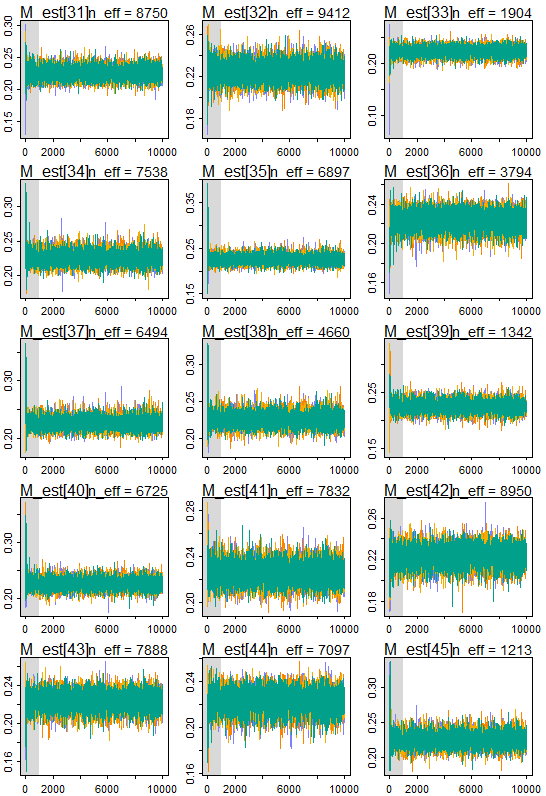 M_est[31]n_eff = 8750 M_est[32]n_eff = 9412 M_est[33]n_eff = 1904
0.15 0.20 0.25 0.30
0.18 0.22 0.26
0.10 0.20
0 2000 6000 10000 0 2000 6000 10000 0 2000 6000 10000
M_est[34]n_eff = 7538 M_est[35]n_eff = 6897 M_est[36]n_eff = 3794
0.20 0.25 0.30
0.15 0.25 0.35
0.16 0.20 0.24
0 2000 6000 10000 0 2000 6000 10000 0 2000 6000 10000
M_est[37]n_eff = 6494 M_est[38]n_eff = 4660 M_est[39]n_eff = 1342
0.20 0.30
0.20 0.30
0.15 0.25
0 2000 6000 10000 0 2000 6000 10000 0 2000 6000 10000
M_est[40]n_eff = 6725 M_est[41]n_eff = 7832 M_est[42]n_eff = 8950
0.20 0.30
0.20 0.24 0.28
0.18 0.22 0.26
0 2000 6000 10000 0 2000 6000 10000 0 2000 6000 10000
M_est[43]n_eff = 7888 M_est[44]n_eff = 7097 M_est[45]n_eff = 1213
0.16 0.20 0.24
0.16 0.20 0.24
0.20 0.25 0.30
0 2000 6000 10000 0 2000 6000 10000 0 2000 6000 10000